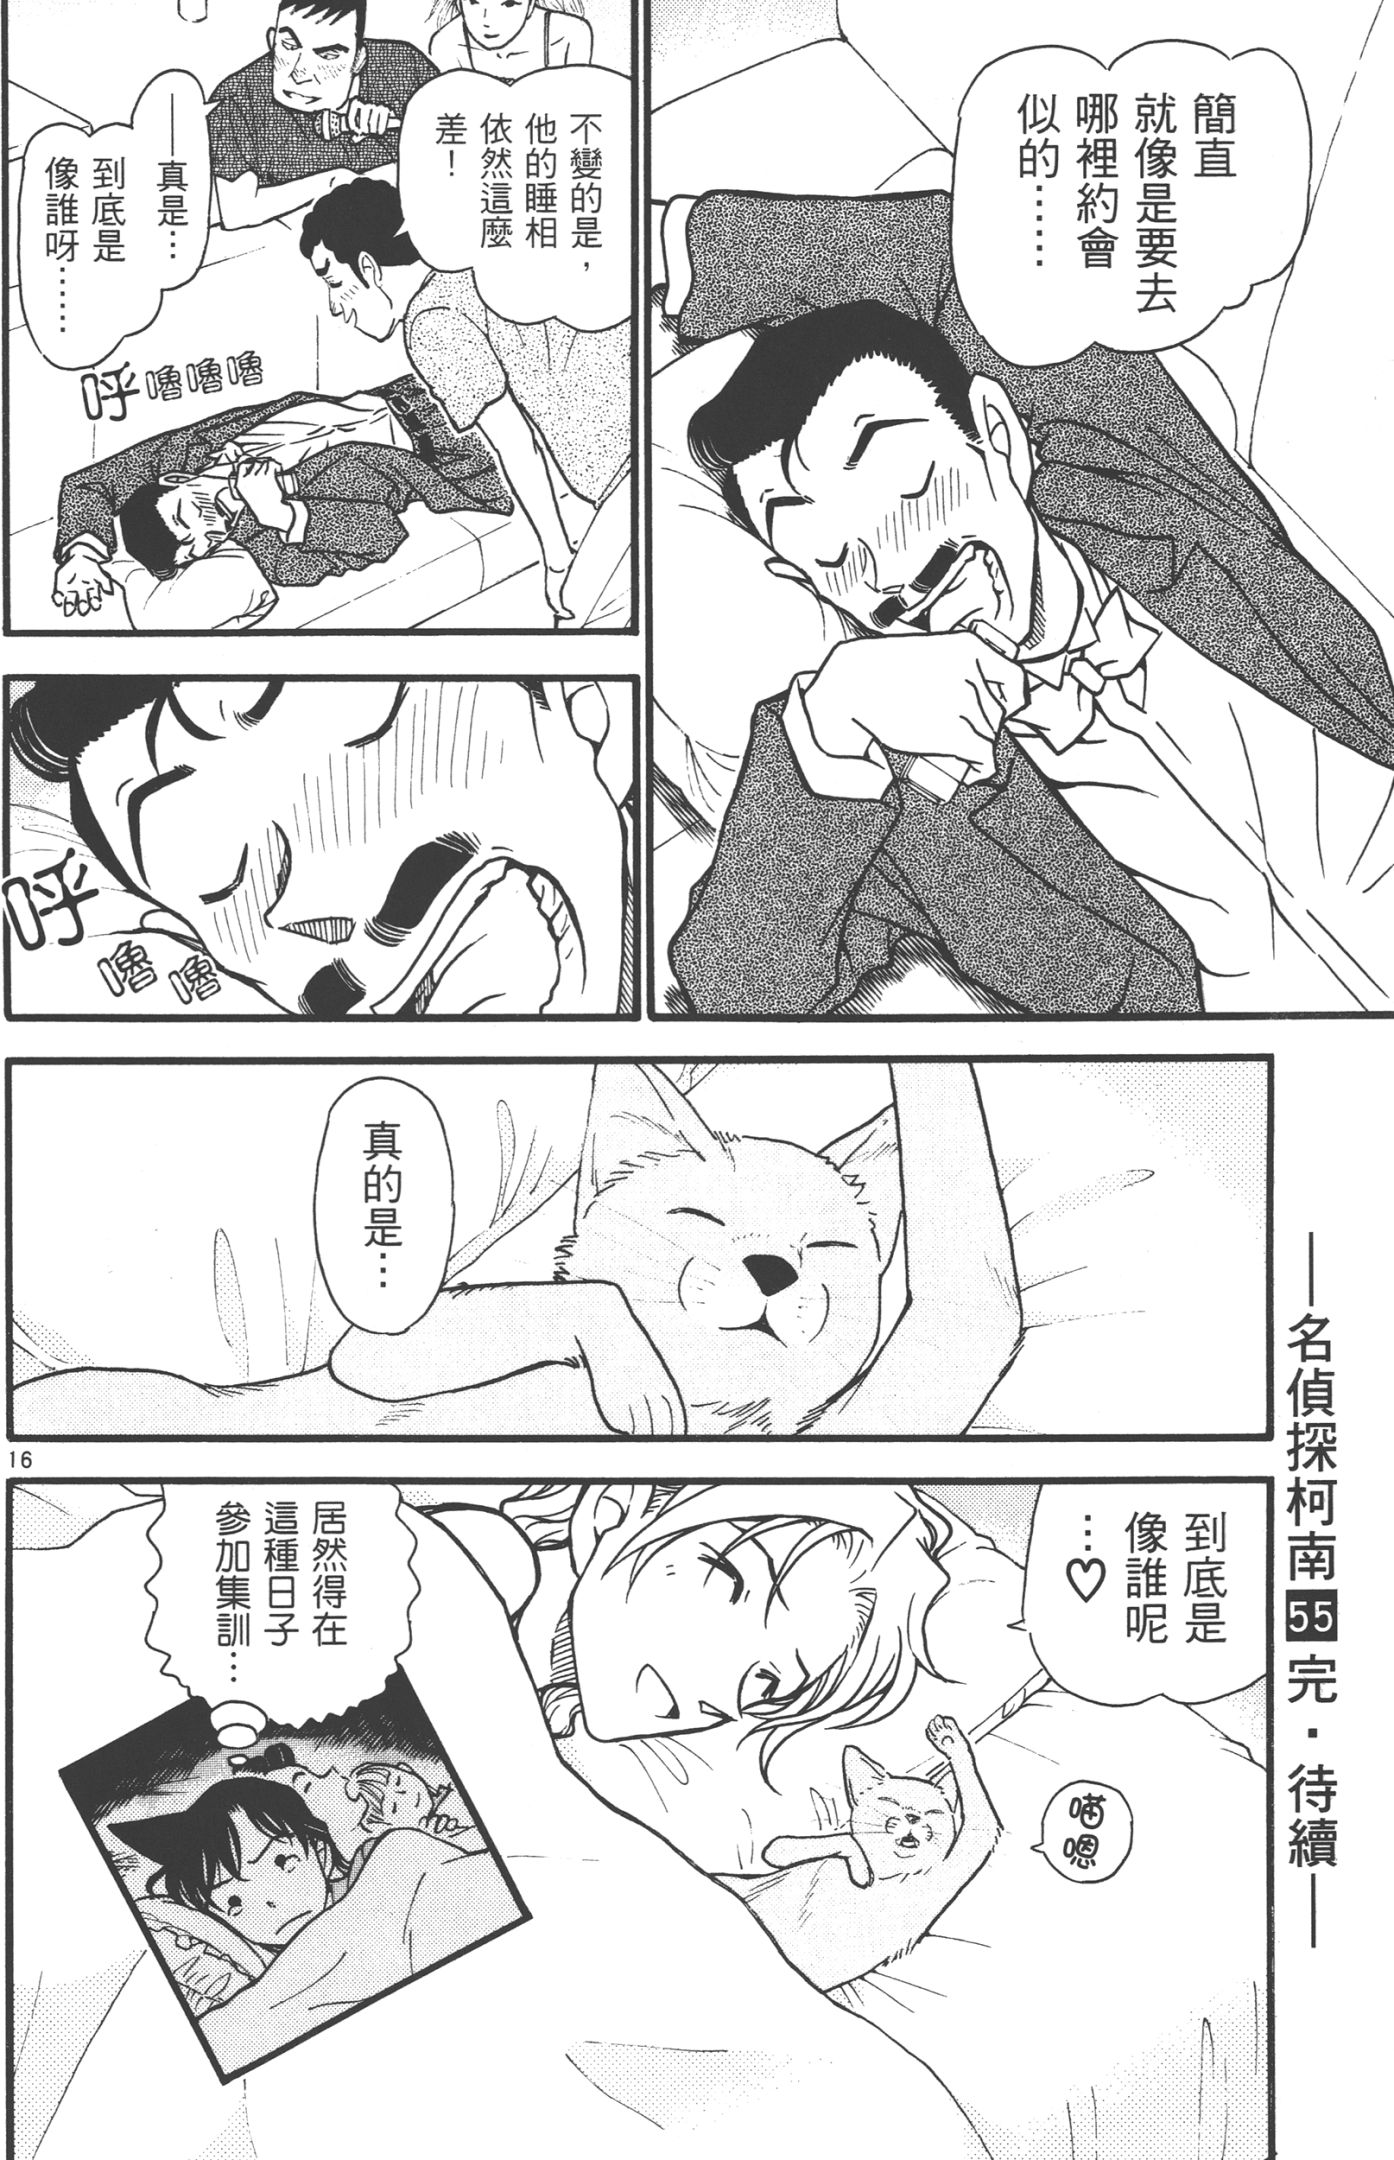 簡直
就像是要去
哪裡約會
似的……
不變的是，
他的睡相
依然這麼
差！
——真是…
到底是
像誰呀……
呼嚕嚕嚕
呼嚕嚕
真的是…
到底是
像誰呢
…♡
喵嗯
居然得在
這種日子
參加集訓…
16
——名偵探柯南55完・待續——